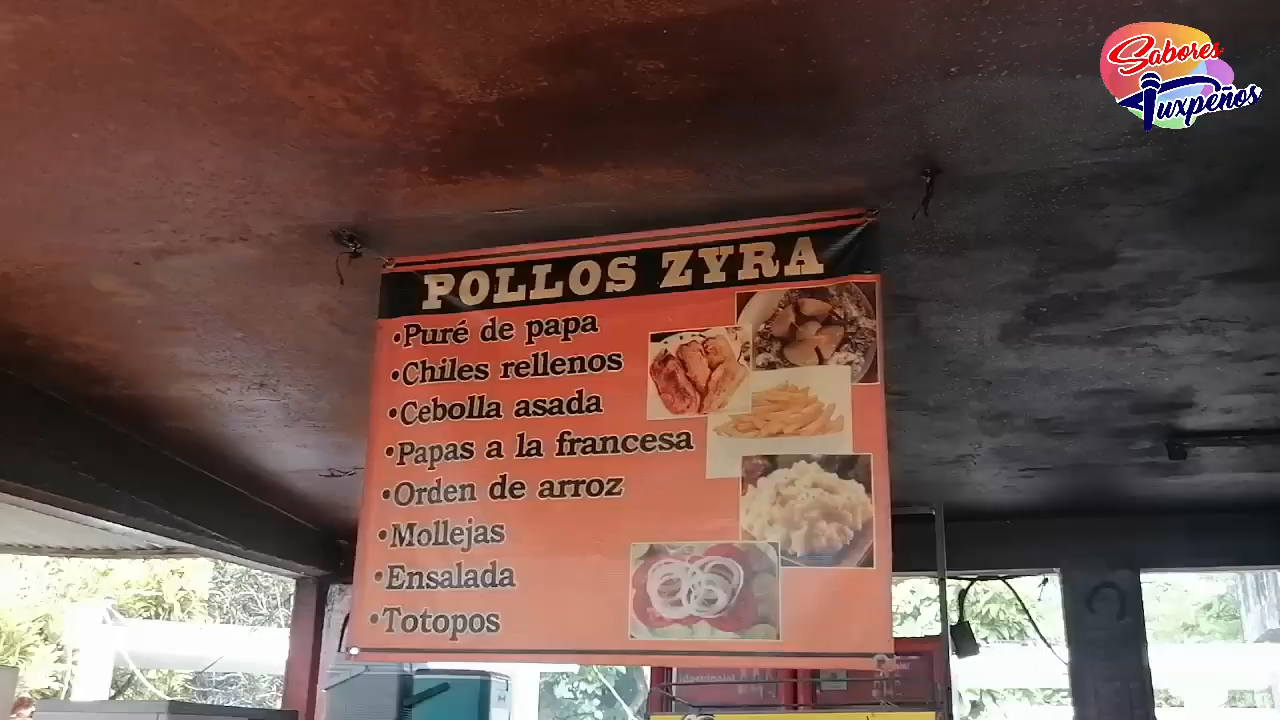 Sabores
Tuxpeños
POLLOS ZYRA
•Puré de papa
•Chiles rellenos
•Cebolla asada
•Papas a la francesa
•Orden de arroz
•Mollejas
•Ensalada
•Totopos